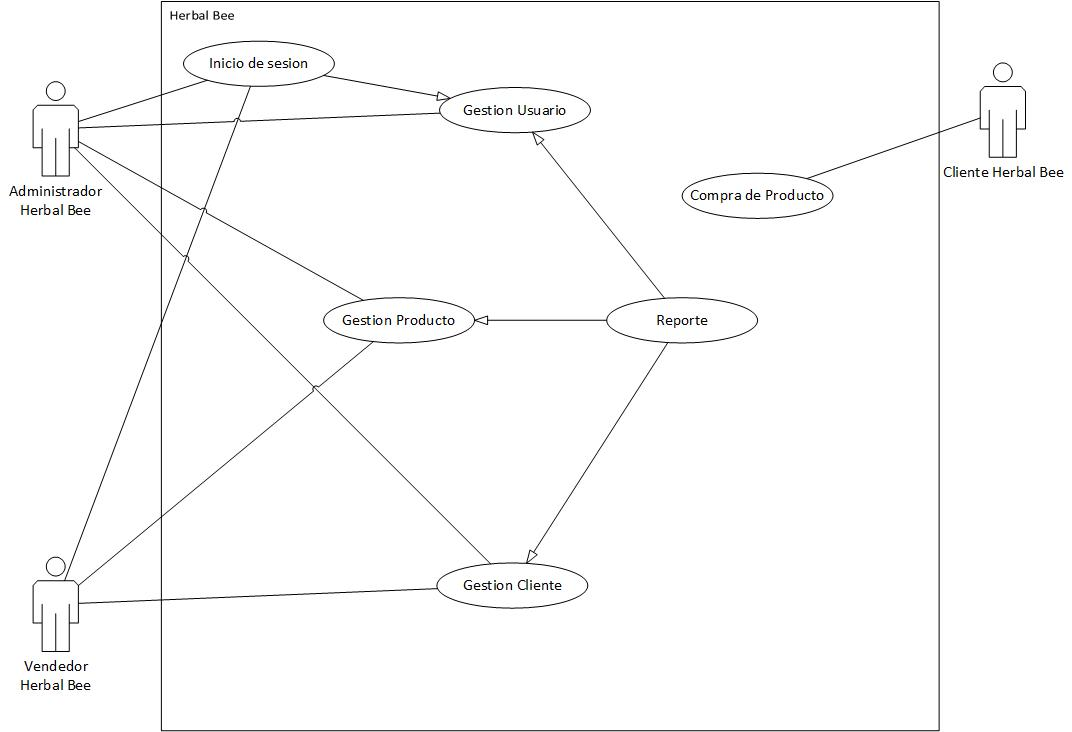 Herbal Bee
Inicio de sesion
Gestion Usuario
Cliente Herbal Bee
Administrador
Herbal Bee
Compra de Producto
Gestion Producto
Reporte
Gestion Cliente
Vendedor
Herbal Bee